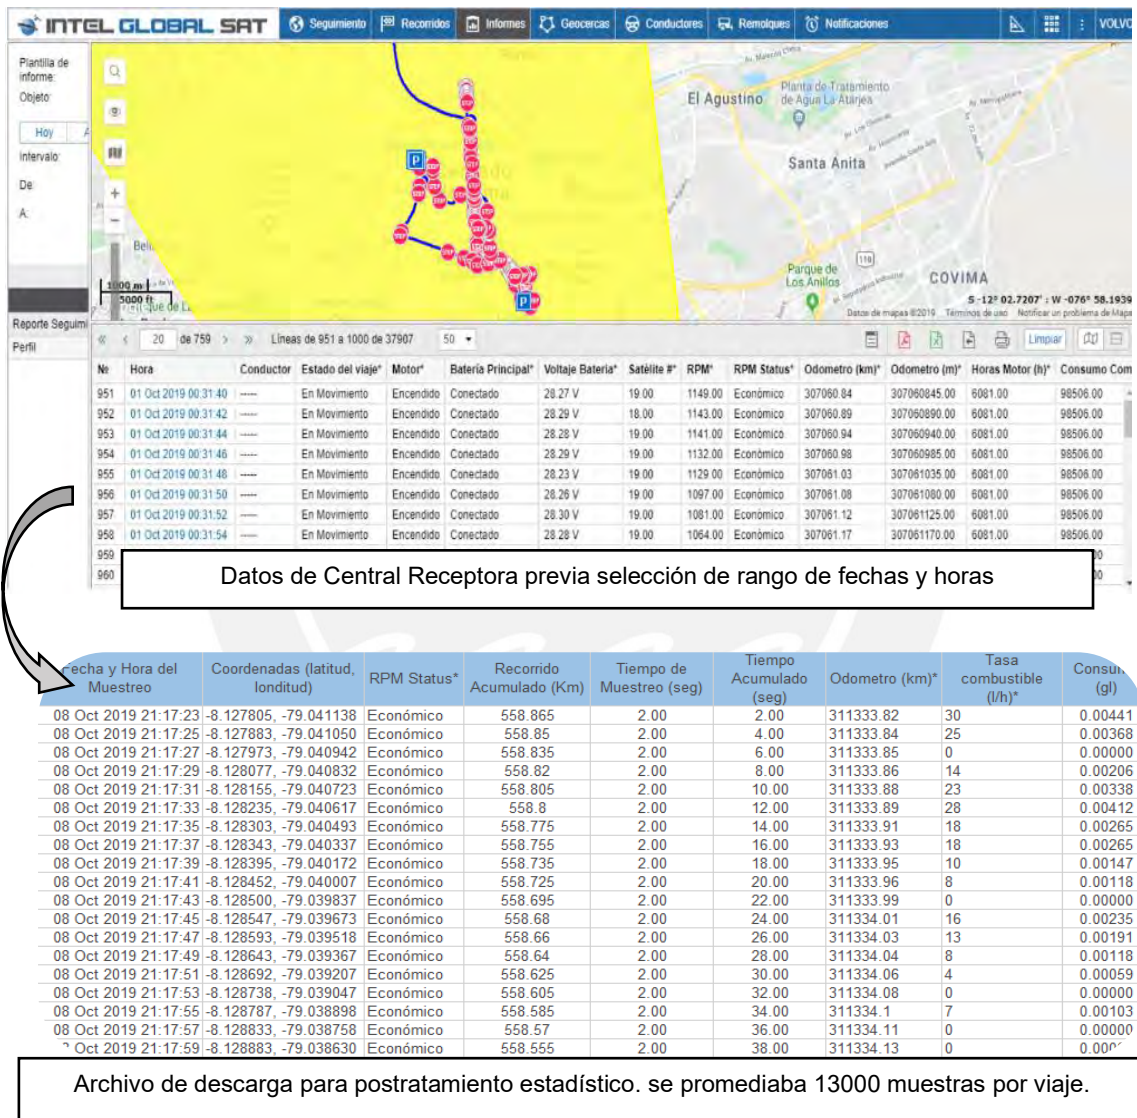 INTEL GLOBAL SAT Seguimiento Recorridos Informes Geocercas Conductores Remolques Notificaciones VOLVO
Plantilla de
informe:
Objeto:
Hoy
Intervalo:
De:
A:
El Agustino
Planta de Tratamiento
de Agua La Atarjea
Santa Anita
Parque de
Los Anillos
COVIMA
110
STOP
P
P
1000 m
5000 ft
S -12° 02.7207' : W -076° 58.1939
Datos de mapas ©2019 Términos de uso Notificar un problema de Mapa
Reporte Seguimi
Perfil
« ‹ 20 de 759 › » Líneas de 951 a 1000 de 37907 50 Limpiar
№ Hora Conductor Estado del viaje* Motor* Batería Principal* Voltaje Bateria* Satélite #* RPM* RPM Status* Odometro (km)* Odometro (m)* Horas Motor (h)* Consumo Com
951 01 Oct 2019 00:31:40 ----- En Movimiento Encendido Conectado 28.27 V 19.00 1149.00 Económico 307060.84 307060845.00 6081.00 98506.00
952 01 Oct 2019 00:31:42 ----- En Movimiento Encendido Conectado 28.29 V 18.00 1143.00 Económico 307060.89 307060890.00 6081.00 98506.00
953 01 Oct 2019 00:31:44 ----- En Movimiento Encendido Conectado 28.28 V 19.00 1141.00 Económico 307060.94 307060940.00 6081.00 98506.00
954 01 Oct 2019 00:31:46 ----- En Movimiento Encendido Conectado 28.29 V 19.00 1132.00 Económico 307060.98 307060985.00 6081.00 98506.00
955 01 Oct 2019 00:31:48 ----- En Movimiento Encendido Conectado 28.23 V 19.00 1129.00 Económico 307061.03 307061035.00 6081.00 98506.00
956 01 Oct 2019 00:31:50 ----- En Movimiento Encendido Conectado 28.26 V 19.00 1097.00 Económico 307061.08 307061080.00 6081.00 98506.00
957 01 Oct 2019 00:31:52 ----- En Movimiento Encendido Conectado 28.30 V 19.00 1081.00 Económico 307061.12 307061125.00 6081.00 98506.00
958 01 Oct 2019 00:31:54 ----- En Movimiento Encendido Conectado 28.28 V 19.00 1064.00 Económico 307061.17 307061170.00 6081.00 98506.00
959
960
Datos de Central Receptora previa selección de rango de fechas y horas
Fecha y Hora del Muestreo Coordenadas (latitud, londitud) RPM Status* Recorrido Acumulado (Km) Tiempo de Muestreo (seg) Tiempo Acumulado (seg) Odometro (km)* Tasa combustible (l/h)* Consumo (gl)
08 Oct 2019 21:17:23 -8.127805, -79.041138 Económico 558.865 2.00 2.00 311333.82 30 0.00441
08 Oct 2019 21:17:25 -8.127883, -79.041050 Económico 558.85 2.00 4.00 311333.84 25 0.00368
08 Oct 2019 21:17:27 -8.127973, -79.040942 Económico 558.835 2.00 6.00 311333.85 0 0.00000
08 Oct 2019 21:17:29 -8.128077, -79.040832 Económico 558.82 2.00 8.00 311333.86 14 0.00206
08 Oct 2019 21:17:31 -8.128155, -79.040723 Económico 558.805 2.00 10.00 311333.88 23 0.00338
08 Oct 2019 21:17:33 -8.128235, -79.040617 Económico 558.8 2.00 12.00 311333.89 28 0.00412
08 Oct 2019 21:17:35 -8.128303, -79.040493 Económico 558.775 2.00 14.00 311333.91 18 0.00265
08 Oct 2019 21:17:37 -8.128343, -79.040337 Económico 558.755 2.00 16.00 311333.93 18 0.00265
08 Oct 2019 21:17:39 -8.128395, -79.040172 Económico 558.735 2.00 18.00 311333.95 10 0.00147
08 Oct 2019 21:17:41 -8.128452, -79.040007 Económico 558.725 2.00 20.00 311333.96 8 0.00118
08 Oct 2019 21:17:43 -8.128500, -79.039837 Económico 558.695 2.00 22.00 311333.99 0 0.00000
08 Oct 2019 21:17:45 -8.128547, -79.039673 Económico 558.68 2.00 24.00 311334.01 16 0.00235
08 Oct 2019 21:17:47 -8.128593, -79.039518 Económico 558.66 2.00 26.00 311334.03 13 0.00191
08 Oct 2019 21:17:49 -8.128643, -79.039367 Económico 558.64 2.00 28.00 311334.04 8 0.00118
08 Oct 2019 21:17:51 -8.128692, -79.039207 Económico 558.625 2.00 30.00 311334.06 4 0.00059
08 Oct 2019 21:17:53 -8.128738, -79.039047 Económico 558.605 2.00 32.00 311334.08 0 0.00000
08 Oct 2019 21:17:55 -8.128787, -79.038898 Económico 558.585 2.00 34.00 311334.1 7 0.00103
08 Oct 2019 21:17:57 -8.128833, -79.038758 Económico 558.57 2.00 36.00 311334.11 0 0.00000
Oct 2019 21:17:59 -8.128883, -79.038630 Económico 558.555 2.00 38.00 311334.13 0
Archivo de descarga para postratamiento estadístico. se promediaba 13000 muestras por viaje.